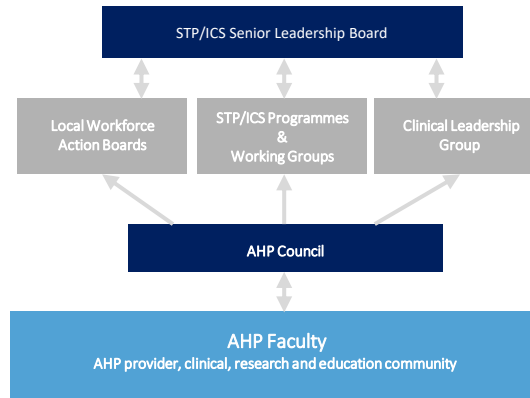 STP/ICS Senior Leadership Board
Local Workforce
Action Boards
STP/ICS Programmes
&
Working Groups
Clinical Leadership
Group
AHP Council
AHP Faculty
AHP provider, clinical, research and education community